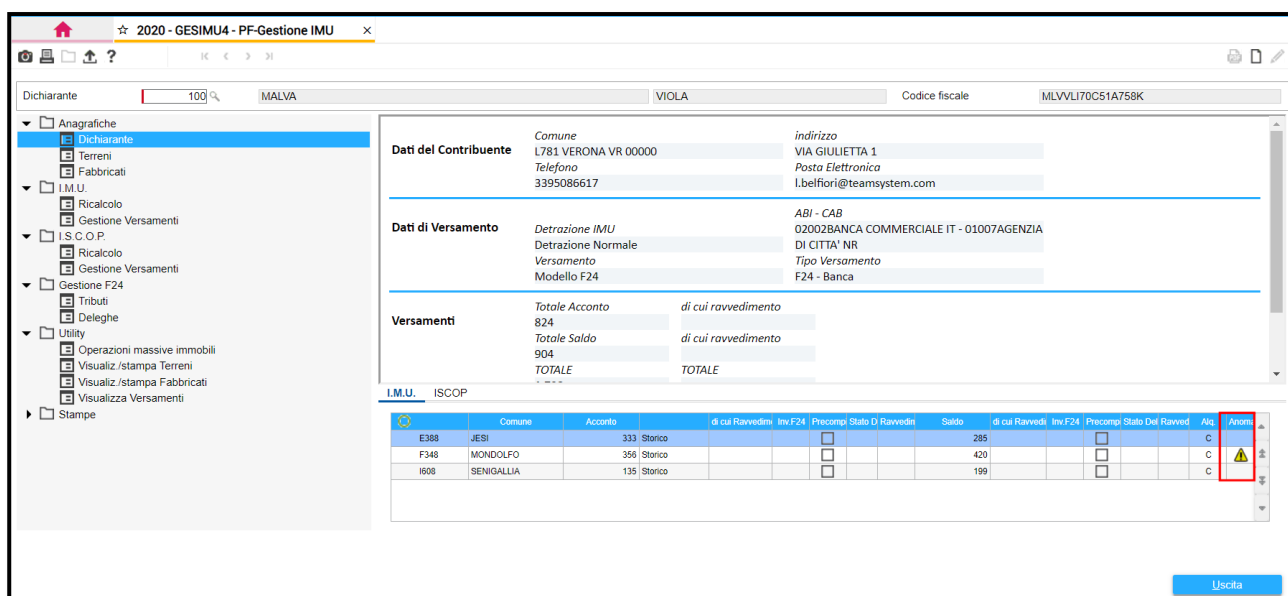 2020 - GESIMU4 - PF-Gestione IMU ×
?
Dichiarante 100 MALVA VIOLA Codice fiscale MLVVLI70C51A758K
Anagrafiche
Dichiarante
Terreni
Fabbricati
I.M.U.
Ricalcolo
Gestione Versamenti
I.S.C.O.P.
Ricalcolo
Gestione Versamenti
Gestione F24
Tributi
Deleghe
Utility
Operazioni massive immobili
Visualiz./stampa Terreni
Visualiz./stampa Fabbricati
Visualizza Versamenti
Stampe
Comune indirizzo
Dati del Contribuente L781 VERONA VR 00000 VIA GIULIETTA 1
Telefono Posta Elettronica
3395086617 l.belfiori@teamsystem.com
ABI - CAB
Dati di Versamento Detrazione IMU 02002BANCA COMMERCIALE IT - 01007AGENZIA
Detrazione Normale DI CITTA' NR
Versamento Tipo Versamento
Modello F24 F24 - Banca
Totale Acconto di cui ravvedimento
Versamenti 824
Totale Saldo di cui ravvedimento
904
TOTALE TOTALE
I.M.U. ISCOP
Comune Acconto di cui Ravvedim Inv.F24 Precomp Stato D Ravvedin Saldo di cui Ravvedi Inv.F24 Precomp Stato Del Ravved Alq. Anoma
E388 JESI 333 Storico 285 C
F348 MONDOLFO 356 Storico 420 C
I608 SENIGALLIA 135 Storico 199 C
Uscita